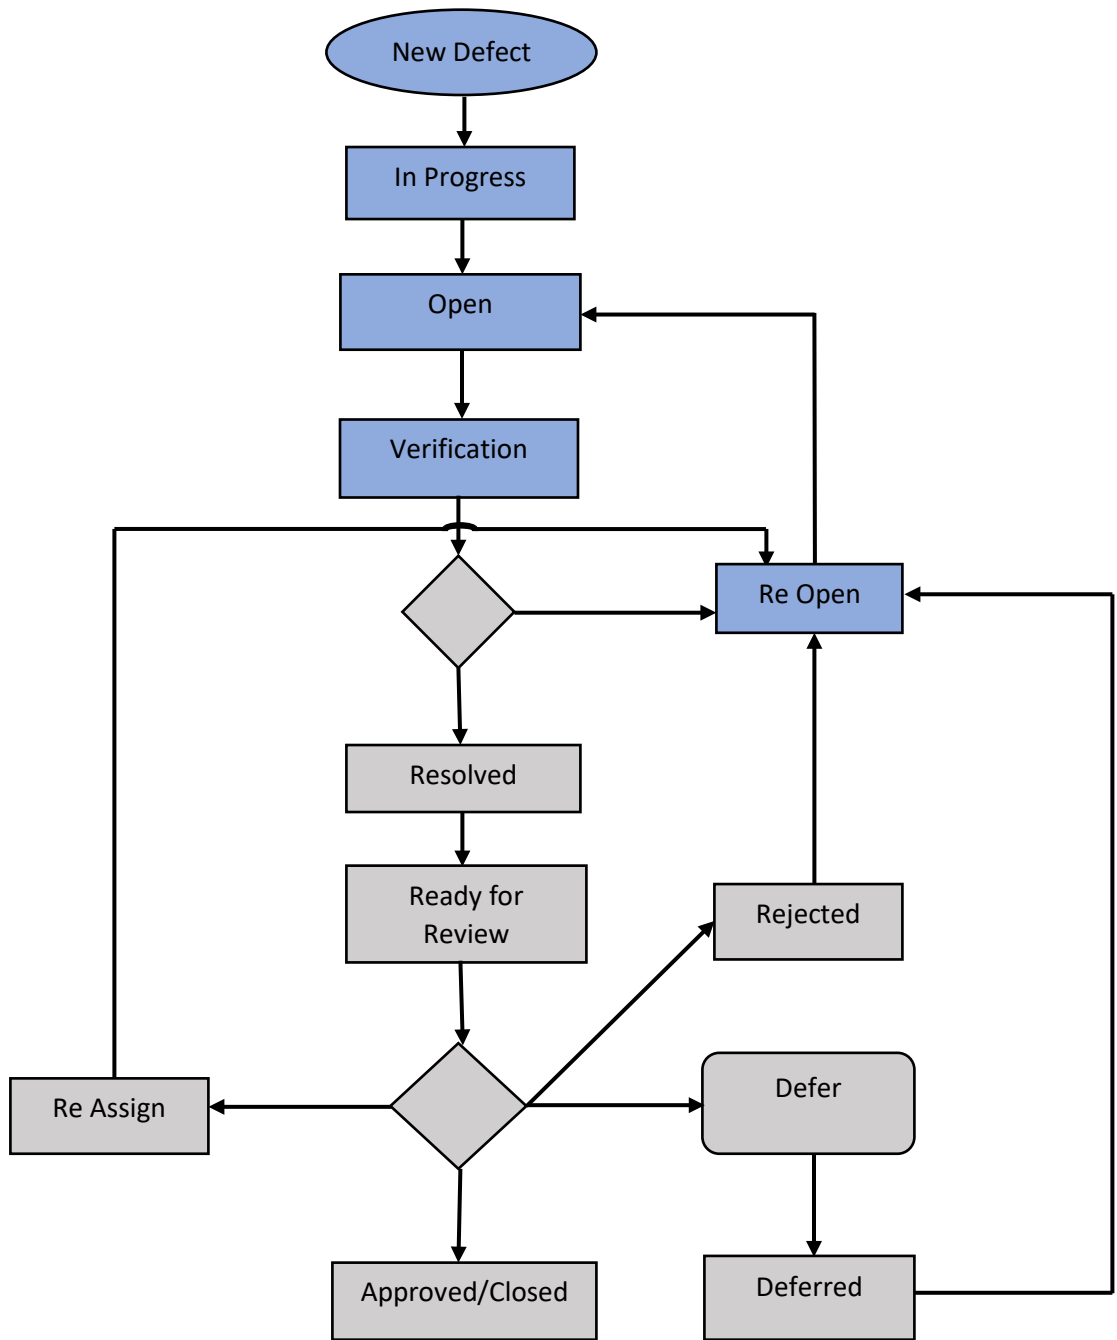 New Defect
In Progress
Open
Verification
Re Open
Resolved
Ready for
Review
Rejected
Defer
Re Assign
Approved/Closed
Deferred